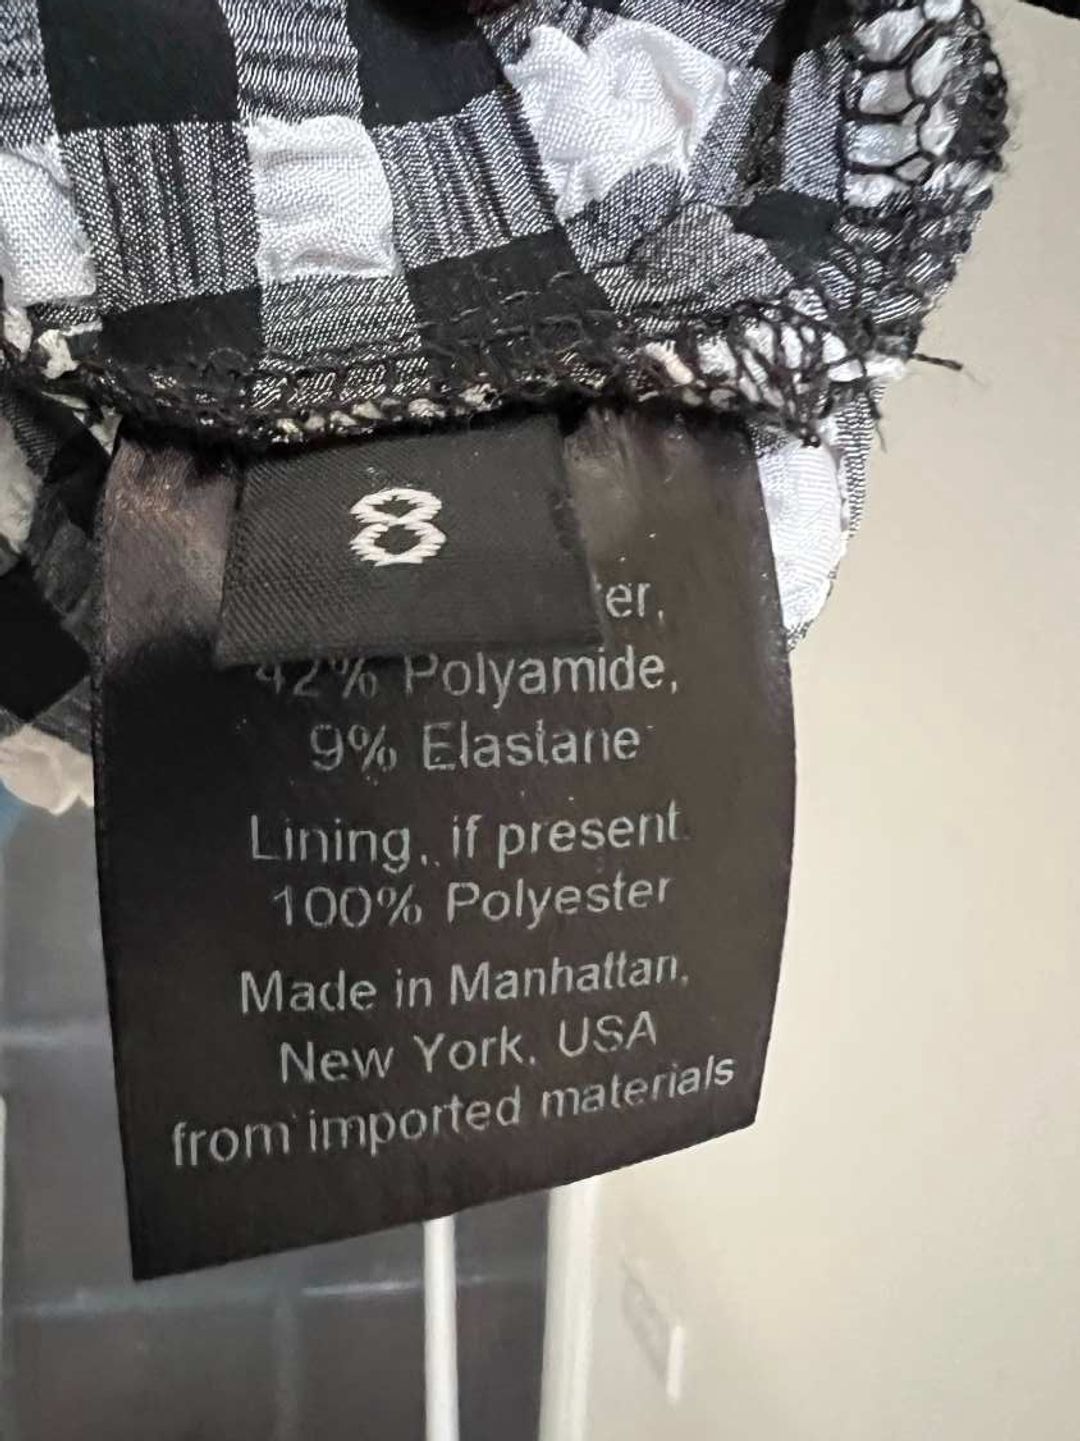 8
er,
42% Polyamide,
9% Elastane
Lining, if present
100% Polyester
Made in Manhattan,
New York, USA
from imported materials